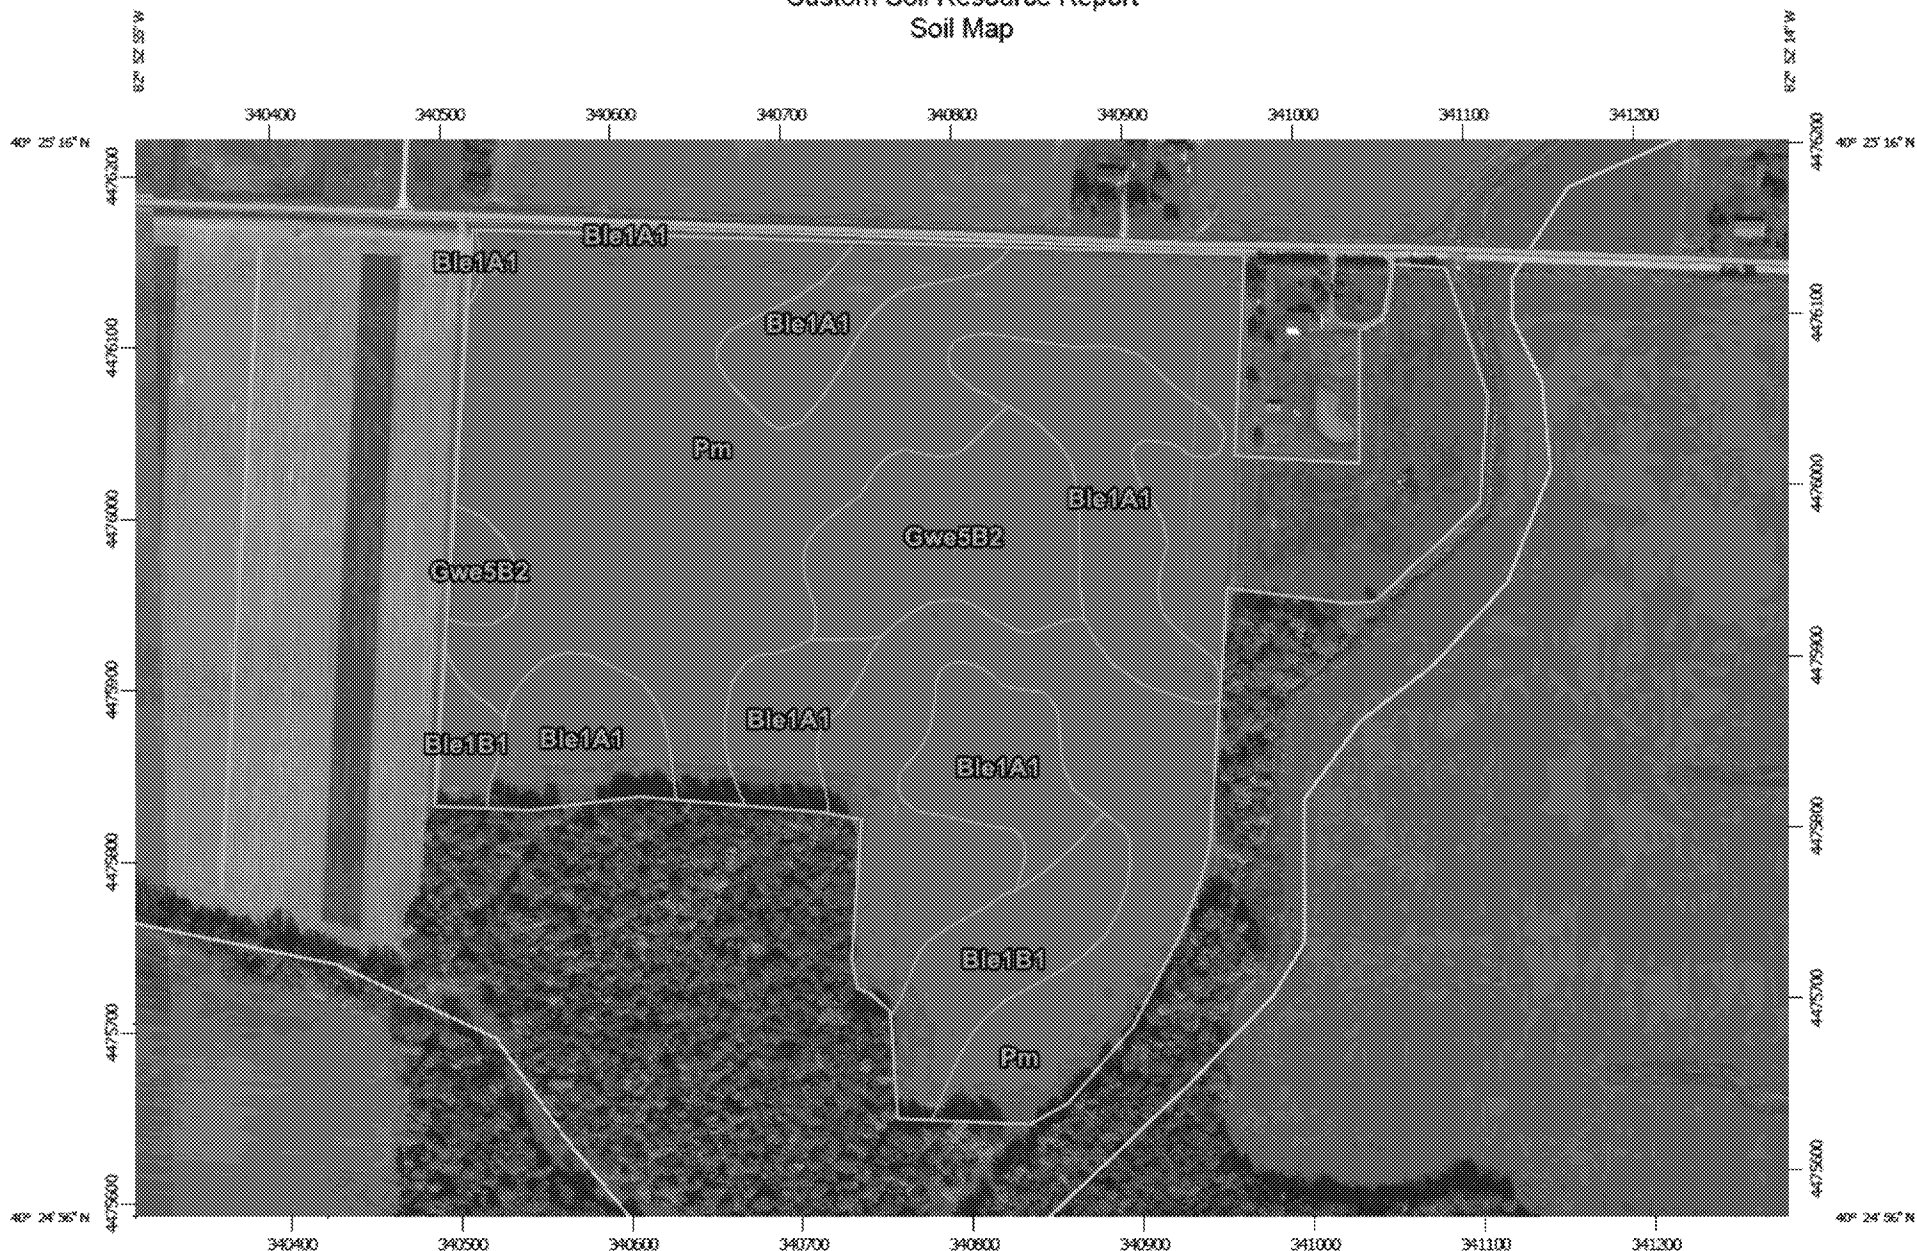 Custom Soil Resource Report
Soil Map
82° 52' 55" W
82° 52' 14" W
340400 340500 340600 340700 340800 340900 341000 341100 341200
40° 25' 16" N
40° 25' 16" N
4476200
4476200
Ble1A1
Ble1A1
4476100
Ble1A1
4476100
Pm
4476000
Ble1A1
4476000
Gwe5B2
Gwe5B2
4475900
4475900
Ble1A1
Ble1B1
Ble1A1
Ble1A1
4475800
4475800
Ble1B1
4475700
4475700
Pm
4475600
4475600
40° 24' 56" N
40° 24' 56" N
340400 340500 340600 340700 340800 340900 341000 341100 341200